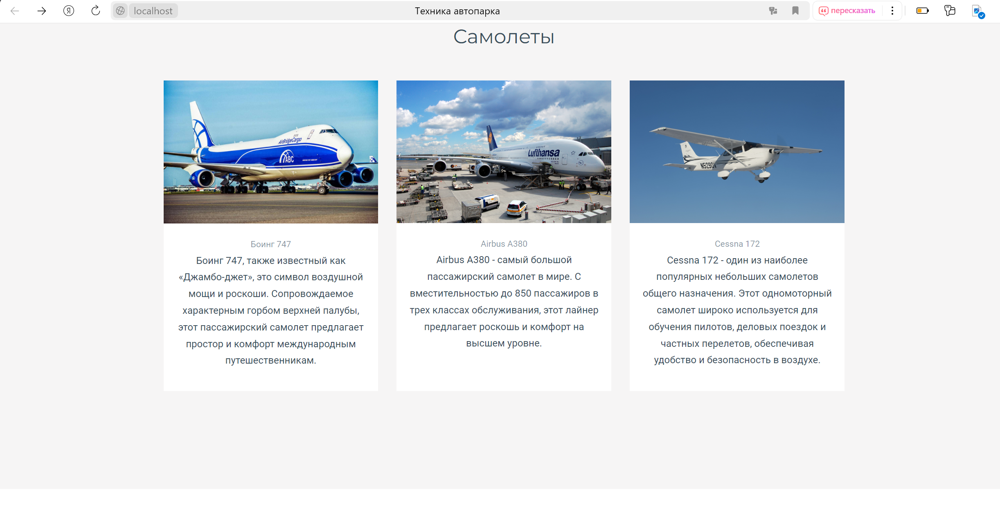 localhost
Техника автопарка
пересказать
Самолеты
AirBridgeCargo
ABC
Lufthansa
N5290V
Боинг 747
Боинг 747, также известный как
«Джамбо-джет», это символ воздушной
мощи и роскоши. Сопровождаемое
характерным горбом верхней палубы,
этот пассажирский самолет предлагает
простор и комфорт международным
путешественникам.
Airbus A380
Airbus A380 - самый большой
пассажирский самолет в мире. С
вместительностью до 850 пассажиров в
трех классах обслуживания, этот лайнер
предлагает роскошь и комфорт на
высшем уровне.
Cessna 172
Cessna 172 - один из наиболее
популярных небольших самолетов
общего назначения. Этот одномоторный
самолет широко используется для
обучения пилотов, деловых поездок и
частных перелетов, обеспечивая
удобство и безопасность в воздухе.